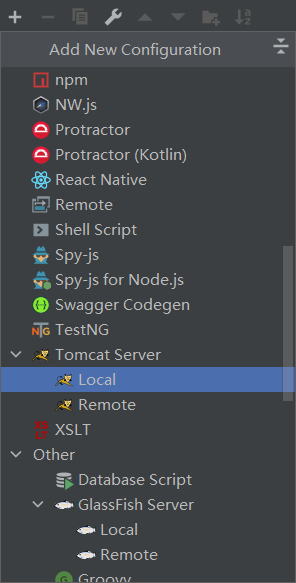 Add New Configuration
npm
NW.js
Protractor
Protractor (Kotlin)
React Native
Remote
Shell Script
Spy-js
Spy-js for Node.js
Swagger Codegen
TestNG
Tomcat Server
Local
Remote
XSLT
Other
Database Script
GlassFish Server
Local
Remote
Groovy